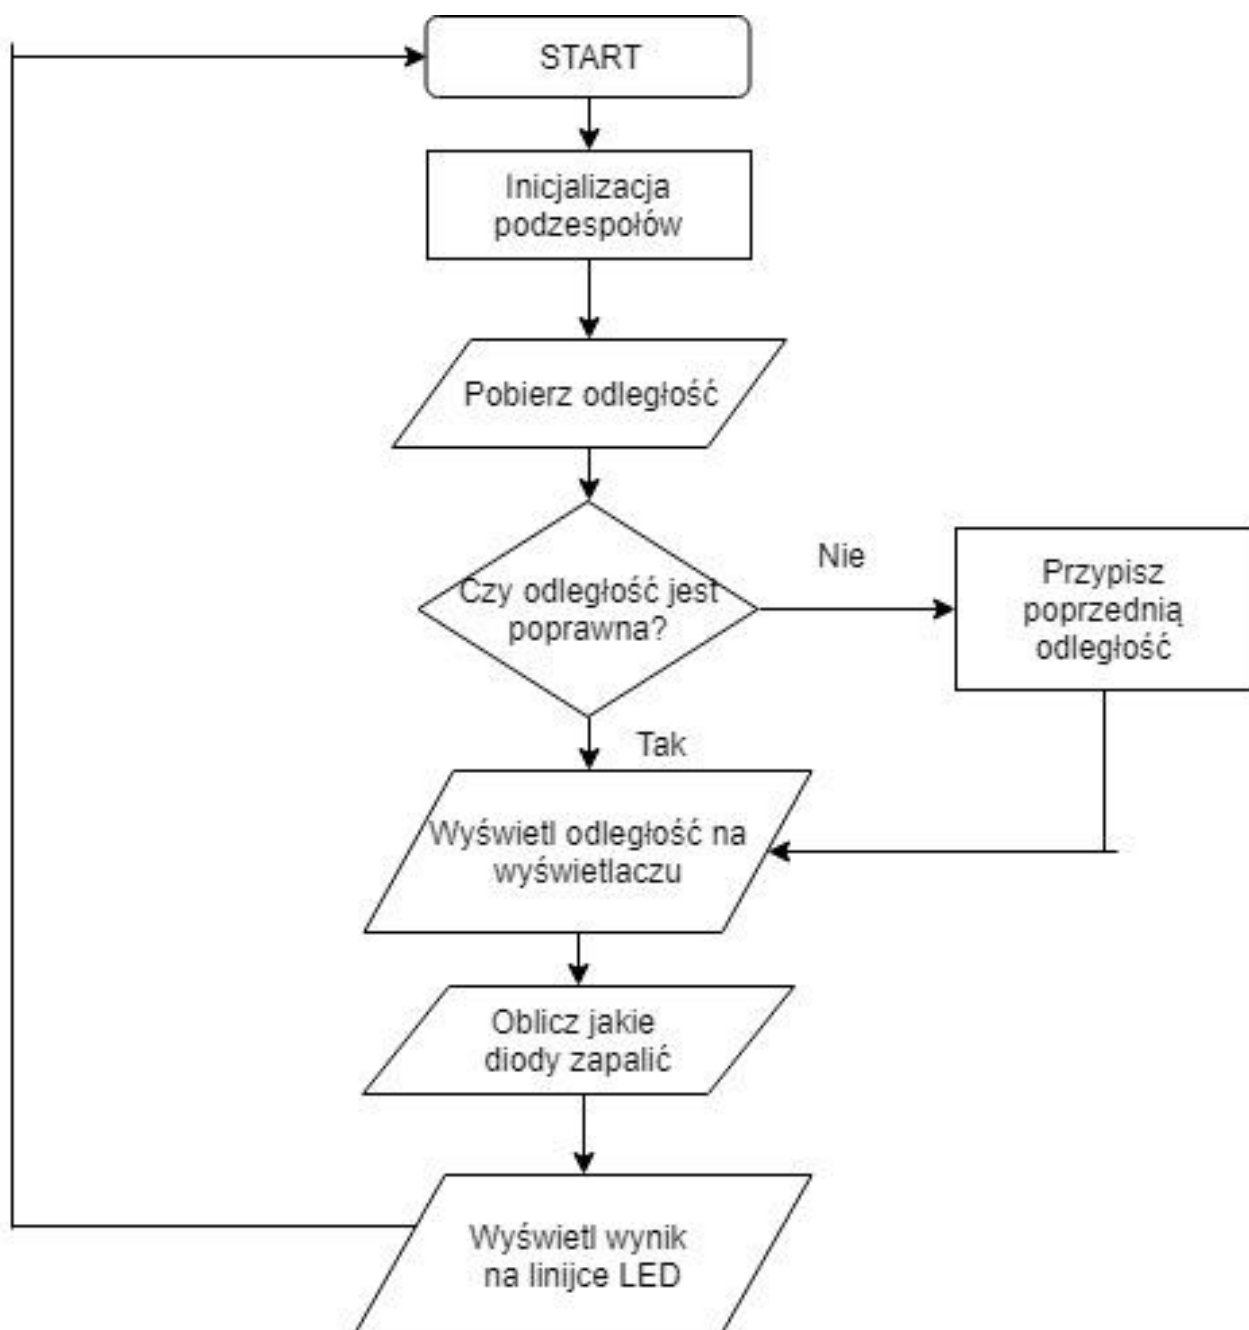 START
Inicjalizacja
podzespołów
Pobierz odległość
Czy odległość jest
poprawna?
Nie
Przypisz
poprzednią
odległość
Tak
Wyświetl odległość na
wyświetlaczu
Oblicz jakie
diody zapalić
Wyświetl wynik
na linijce LED